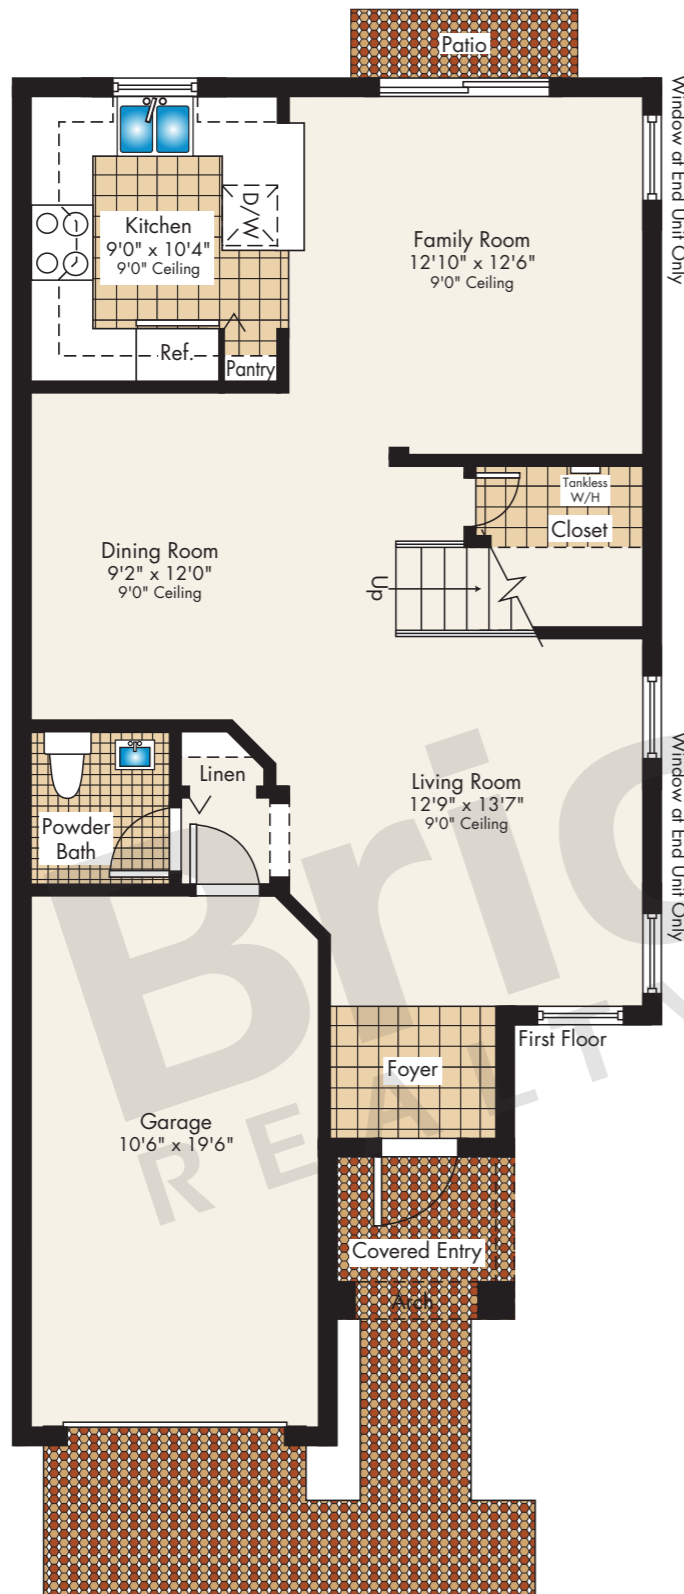 Patio
Window at End Unit Only
Kitchen
9'0" x 10'4"
9'0" Ceiling
D/W
Family Room
12'10" x 12'6"
9'0" Ceiling
Ref.
Pantry
Tankless
W/H
Closet
Dining Room
9'2" x 12'0"
9'0" Ceiling
Up
Linen
Living Room
12'9" x 13'7"
9'0" Ceiling
Window at End Unit Only
Powder
Bath
First Floor
Foyer
Garage
10'6" x 19'6"
Covered Entry
Arch
Bric
REALTY